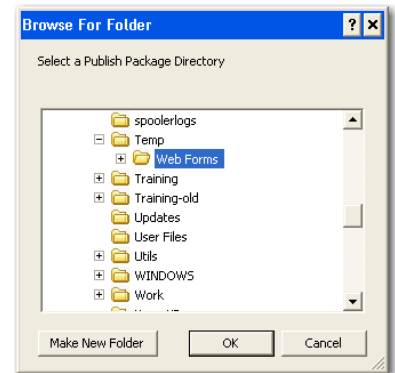 Browse For Folder
Select a Publish Package Directory
spoolerlogs
Temp
Web Forms
Training
Training-old
Updates
User Files
Utils
WINDOWS
Work
Make New Folder
OK
Cancel